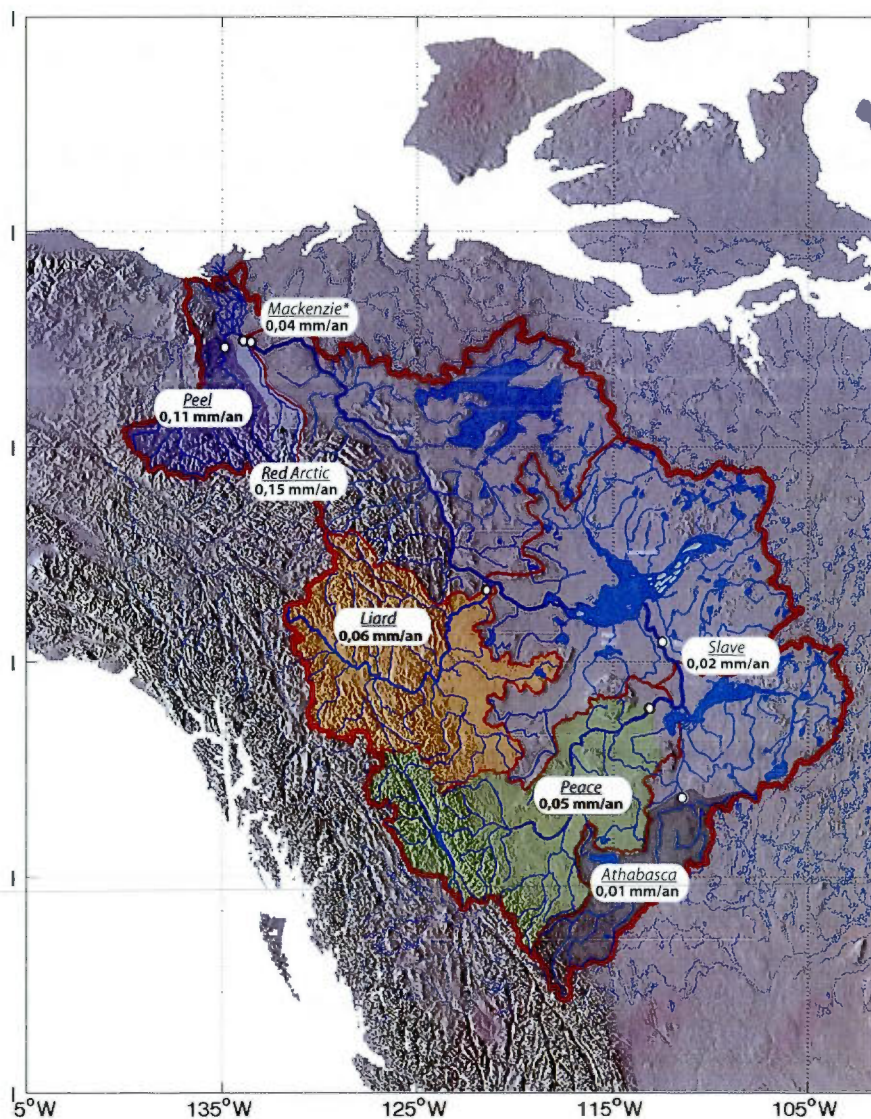 Mackenzie*
0,04 mm/an
Peel
0,11 mm/an
Red Arctic
0,15 mm/an
Liard
0,06 mm/an
Slave
0,02 mm/an
Peace
0,05 mm/an
Athabasca
0,01 mm/an
5°W 135°W 125°W 115°W 105°W